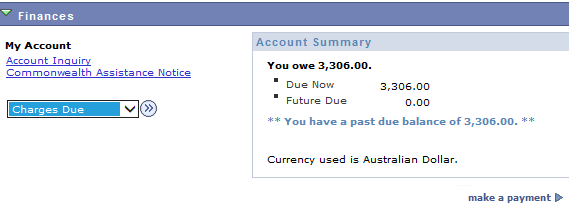 Finances
My Account
Account Inquiry
Commonwealth Assistance Notice
Charges Due
Account Summary
You owe 3,306.00.
Due Now 3,306.00
Future Due 0.00
** You have a past due balance of 3,306.00. **
Currency used is Australian Dollar.
make a payment